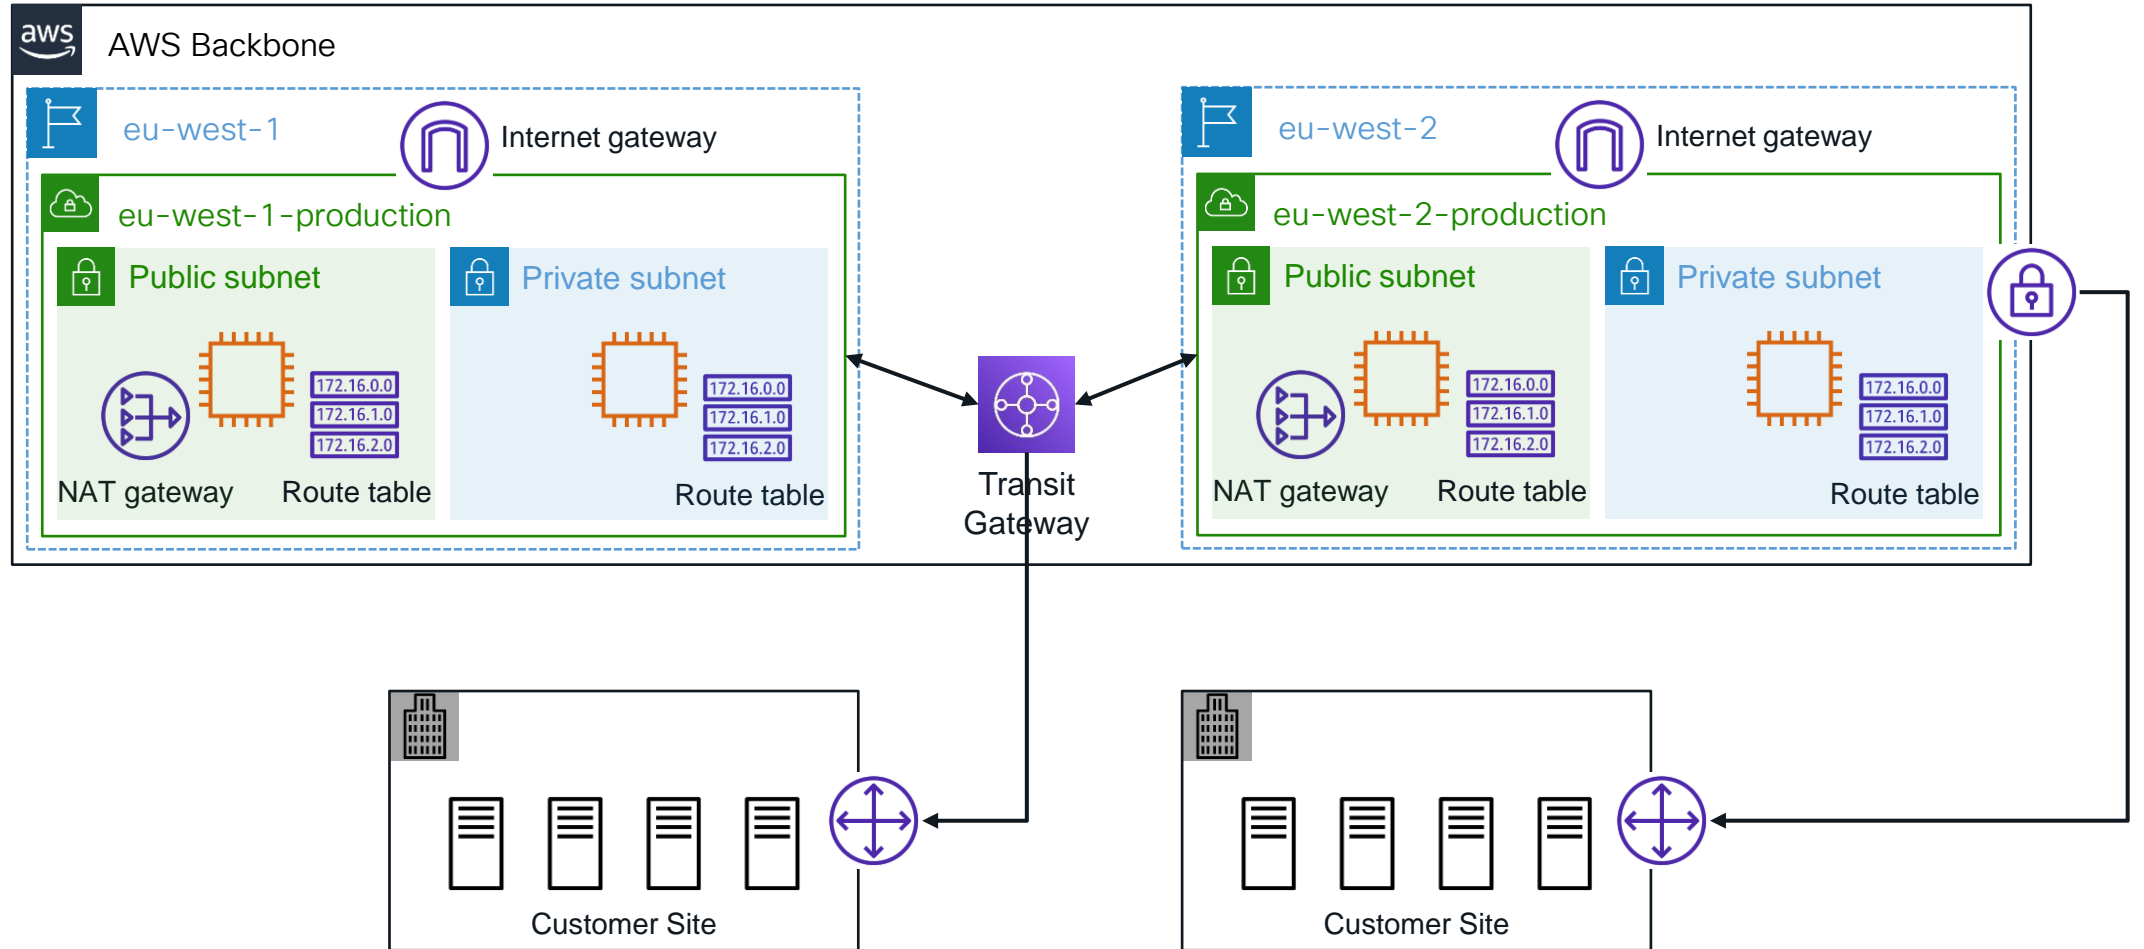 aws
AWS Backbone
eu-west-1
Internet gateway
eu-west-1-production
Public subnet
172.16.0.0
172.16.1.0
172.16.2.0
NAT gateway
Route table
Private subnet
172.16.0.0
172.16.1.0
172.16.2.0
Route table
Transit
Gateway
eu-west-2
Internet gateway
eu-west-2-production
Public subnet
172.16.0.0
172.16.1.0
172.16.2.0
NAT gateway
Route table
Private subnet
172.16.0.0
172.16.1.0
172.16.2.0
Route table
Customer Site
Customer Site